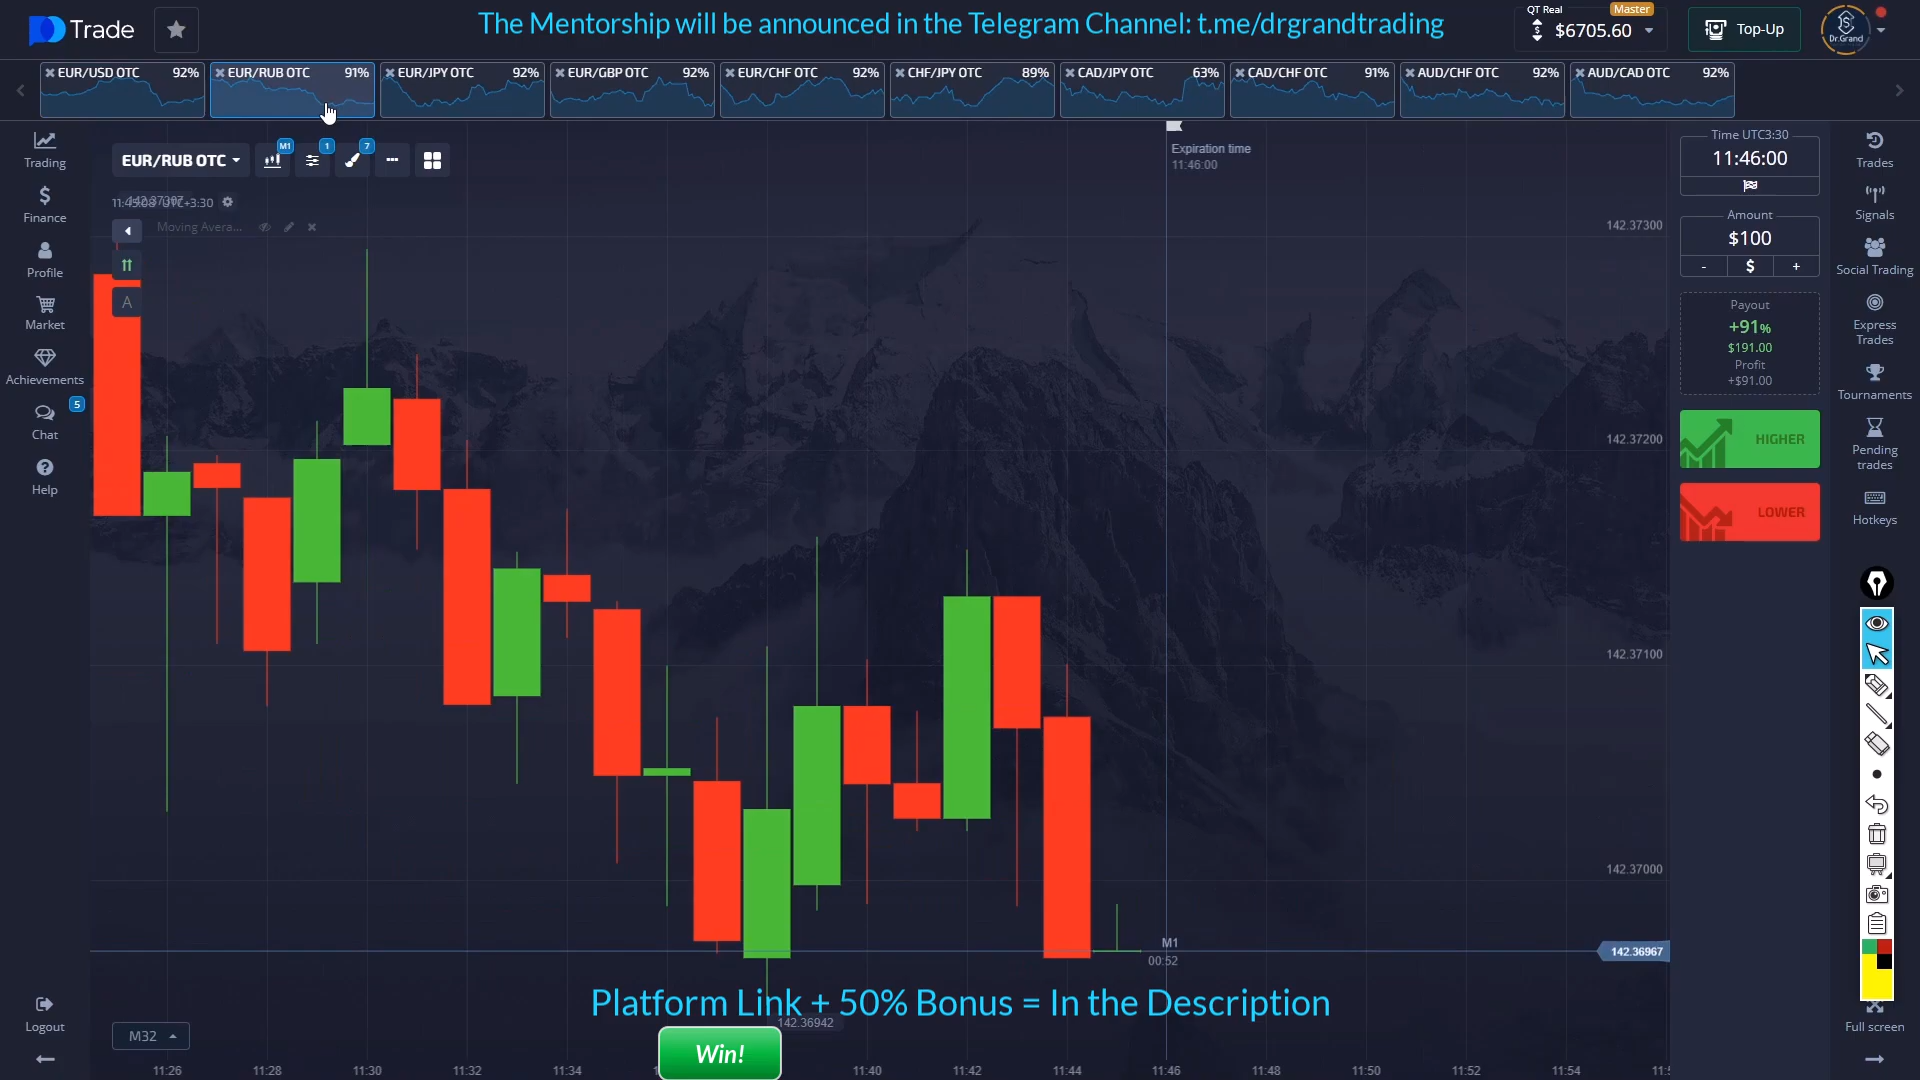 Trade
The Mentorship will be announced in the Telegram Channel: t.me/drgrandtrading
QT Real
Master
$6705.60
Top-Up
Dr.Grand
EUR/USD OTC 92%
EUR/RUB OTC 91%
EUR/JPY OTC 92%
EUR/GBP OTC 92%
EUR/CHF OTC 92%
CHF/JPY OTC 89%
CAD/JPY OTC 63%
CAD/CHF OTC 91%
AUD/CHF OTC 92%
AUD/CAD OTC 92%
Trading
Finance
Profile
Market
Achievements
5
Chat
Help
Logout
EUR/RUB OTC
M1
1
7
UTC+3:30
Moving Avera...
A
Expiration time
11:46:00
142.37300
142.37200
142.37100
142.37000
142.36967
M1
00:52
142.36942
Platform Link + 50% Bonus = In the Description
Win!
M32
11:26
11:28
11:30
11:32
11:34
11:40
11:42
11:44
11:46
11:48
11:50
11:52
11:54
Time UTC3:30
11:46:00
Amount
$100
- $ +
Payout
+91%
$191.00
Profit
+$91.00
HIGHER
LOWER
Trades
Signals
Social Trading
Express
Trades
Tournaments
Pending
trades
Hotkeys
Full screen